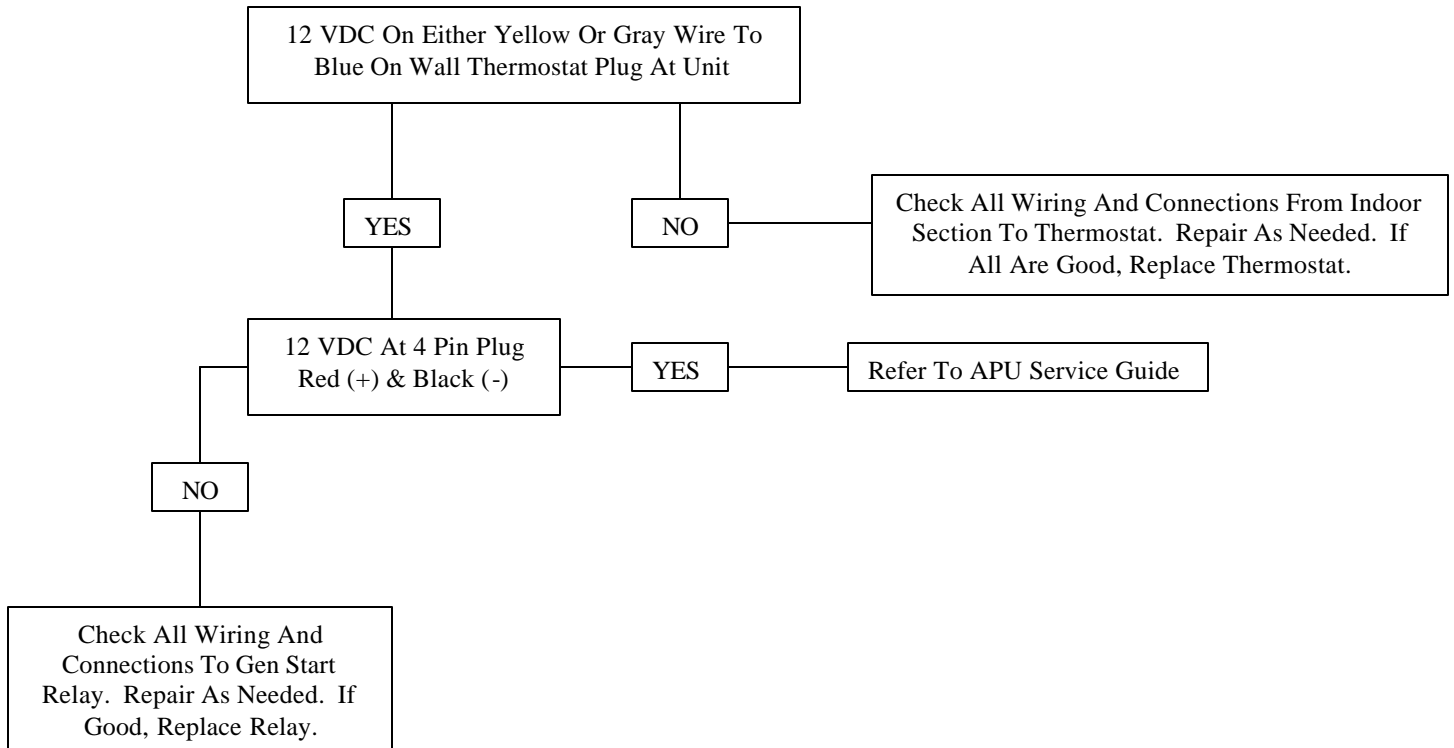 12 VDC On Either Yellow Or Gray Wire To
Blue On Wall Thermostat Plug At Unit
YES
NO
Check All Wiring And Connections From Indoor
Section To Thermostat. Repair As Needed. If
All Are Good, Replace Thermostat.
12 VDC At 4 Pin Plug
Red (+) & Black (-)
YES
Refer To APU Service Guide
NO
Check All Wiring And
Connections To Gen Start
Relay. Repair As Needed. If
Good, Replace Relay.